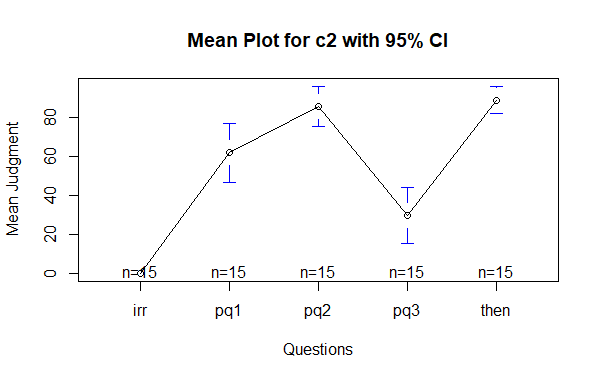 Mean Plot for c2 with 95% CI
Mean Judgment
80
60
40
20
0
n=15 n=15 n=15 n=15 n=15
irr pq1 pq2 pq3 then
Questions